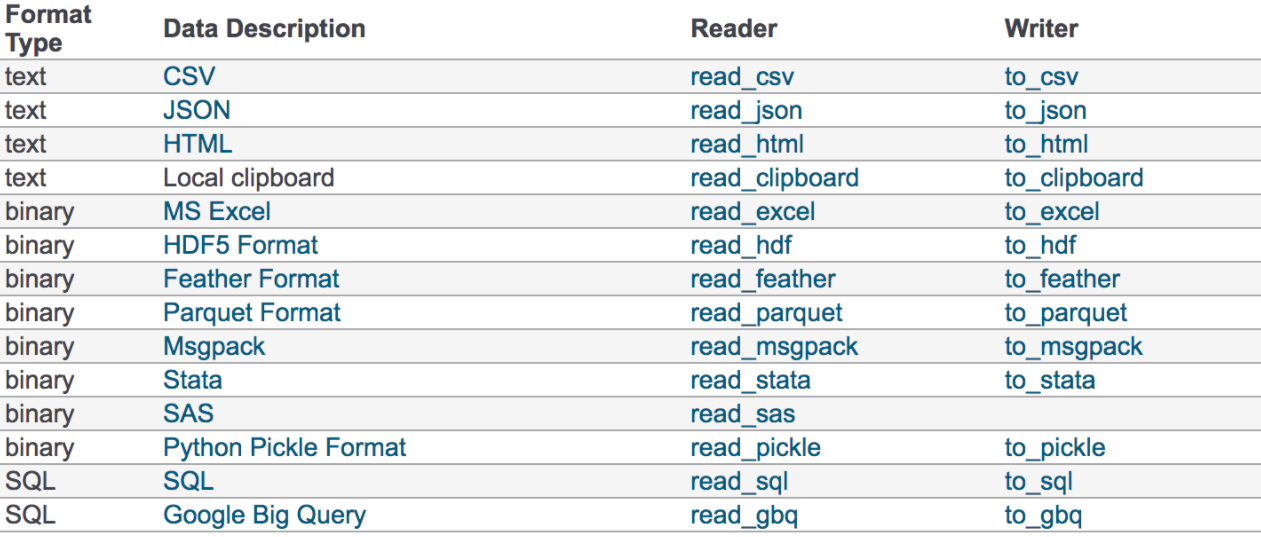 Format Type Data Description Reader Writer
text CSV read_csv to_csv
text JSON read_json to_json
text HTML read_html to_html
text Local clipboard read_clipboard to_clipboard
binary MS Excel read_excel to_excel
binary HDF5 Format read_hdf to_hdf
binary Feather Format read_feather to_feather
binary Parquet Format read_parquet to_parquet
binary Msgpack read_msgpack to_msgpack
binary Stata read_stata to_stata
binary SAS read_sas
binary Python Pickle Format read_pickle to_pickle
SQL SQL read_sql to_sql
SQL Google Big Query read_gbq to_gbq